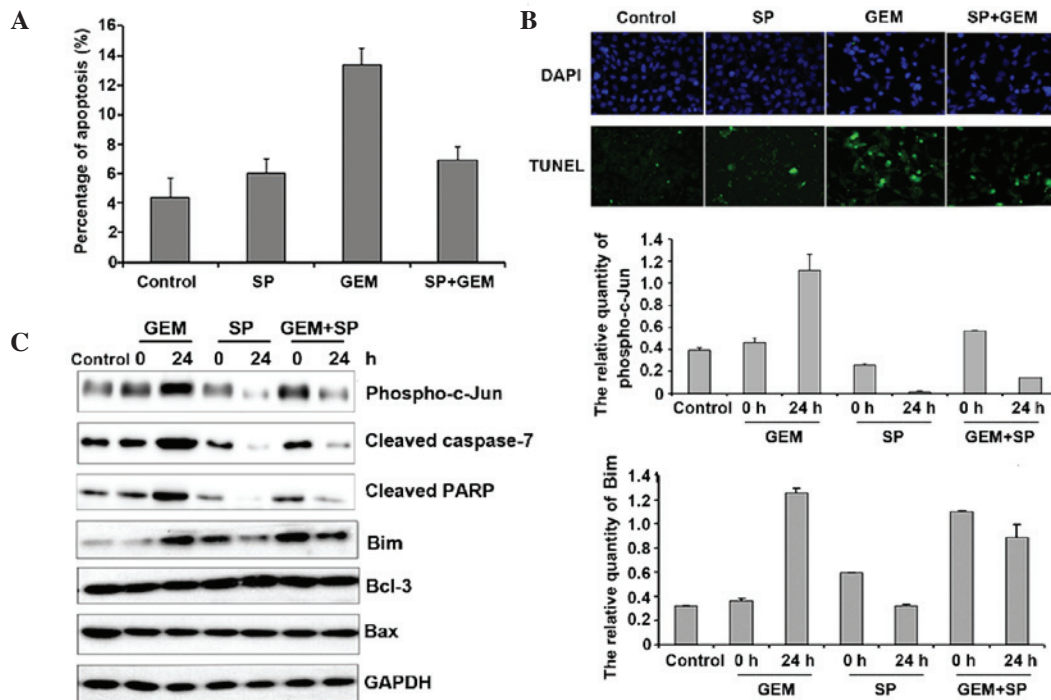 A
Percentage of apoptosis (%)
16
14
12
10
8
6
4
2
0
Control SP GEM SP+GEM
B
Control SP GEM SP+GEM
DAPI
TUNEL
C
GEM SP GEM+SP
Control 0 24 0 24 0 24 h
Phospho-c-Jun
Cleaved caspase-7
Cleaved PARP
Bim
Bcl-3
Bax
GAPDH
The relative quantity of
phospho-c-Jun
1.4
1.2
1.0
0.8
0.6
0.4
0.2
0
Control 0 h 24 h 0 h 24 h 0 h 24 h
GEM SP GEM+SP
The relative quantity of Bim
1.4
1.2
1.0
0.8
0.6
0.4
0.2
0
Control 0 h 24 h 0 h 24 h 0 h 24 h
GEM SP GEM+SP